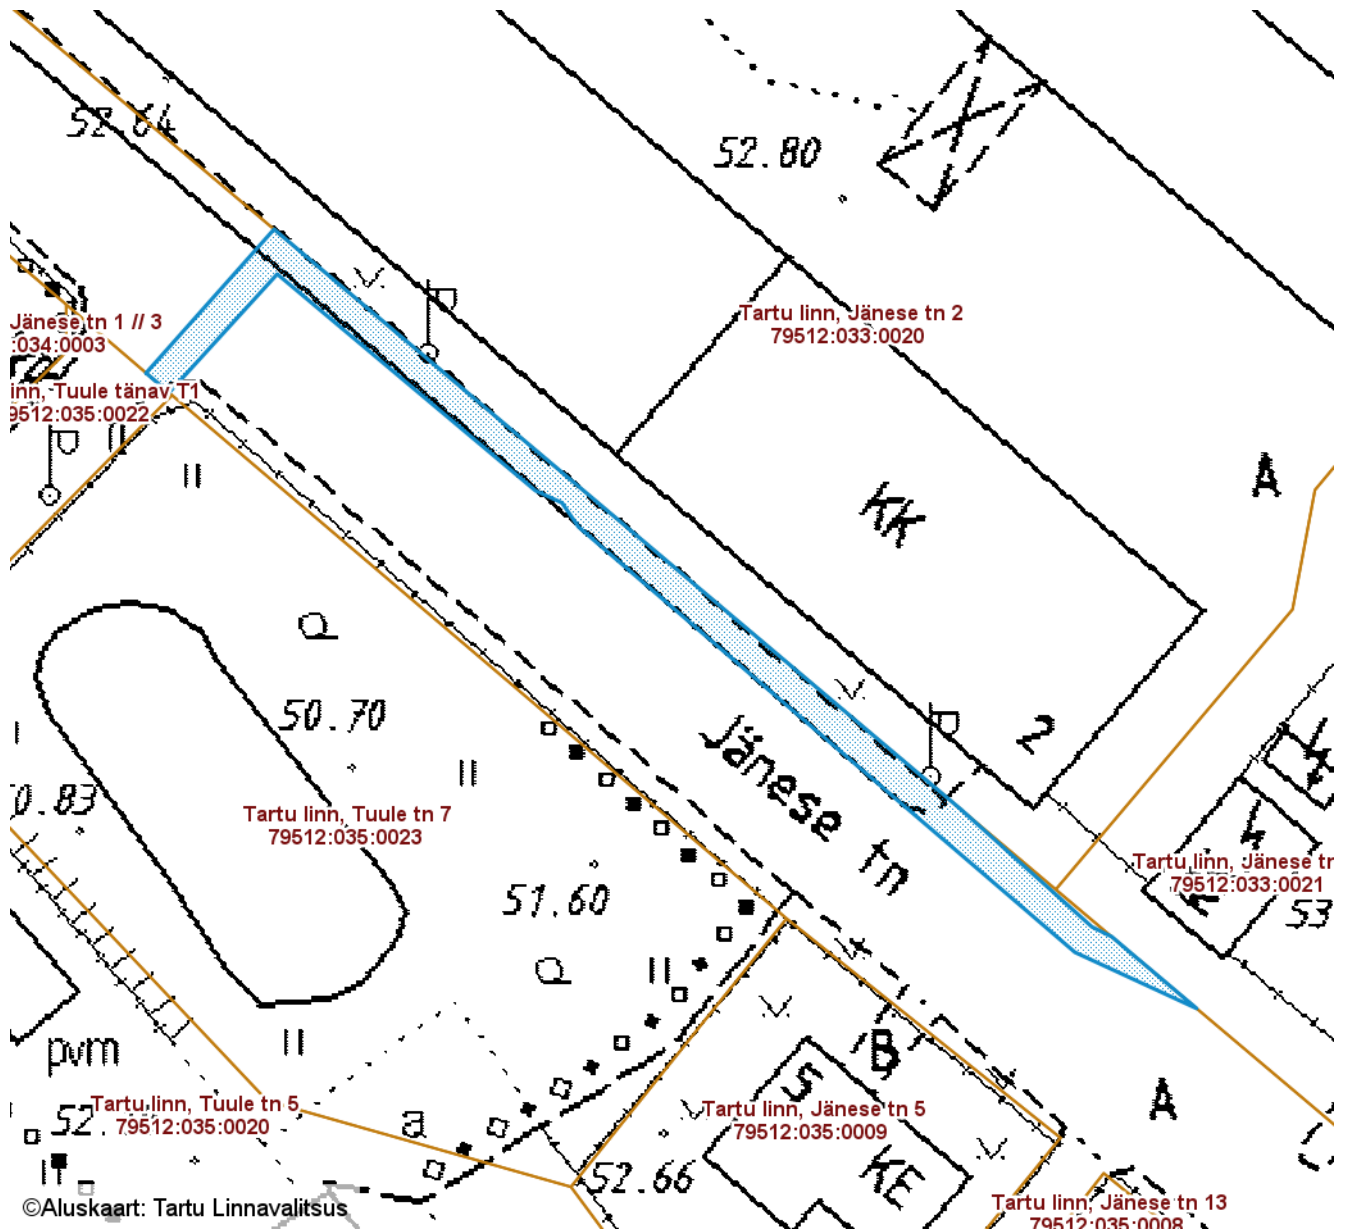 52.64
52.80
Tartu linn, Jänese tn 2
79512:033:0020
Jänese tn 1 // 3
:034:0003
inn, Tuule tänav T1
9512:035:0022
KK
A
50.70
2
Jänese tn
0.83
Tartu linn, Tuule tn 7
79512:035:0023
Tartu linn, Jänese tn
79512:033:0021
53
51.60
pvm
B
5
A
Tartu linn, Tuule tn 5
79512:035:0020
52.
a
Tartu linn, Jänese tn 5
79512:035:0009
52.66
KE
Tartu linn, Jänese tn 13
79512:035:0008
©Aluskaart: Tartu Linnavalitsus